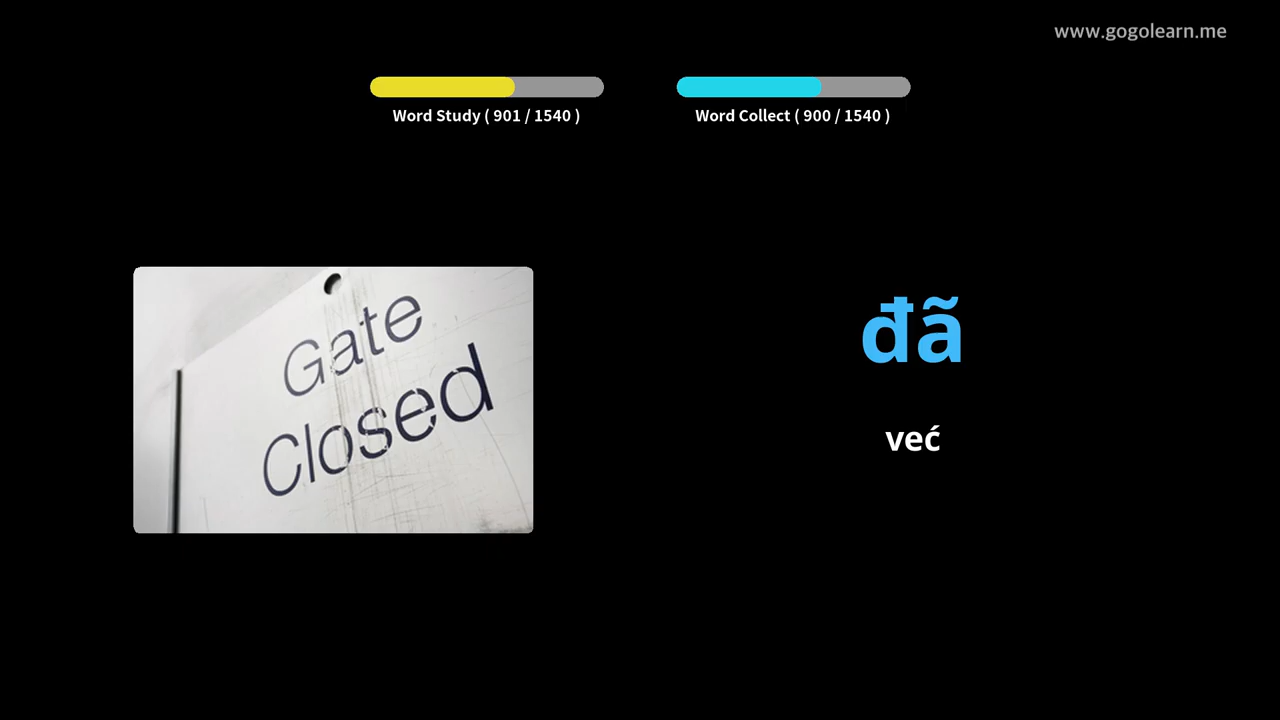 www.gogolearn.me
Word Study ( 901 / 1540 )
Word Collect ( 900 / 1540 )
Gate
Closed
đã
već